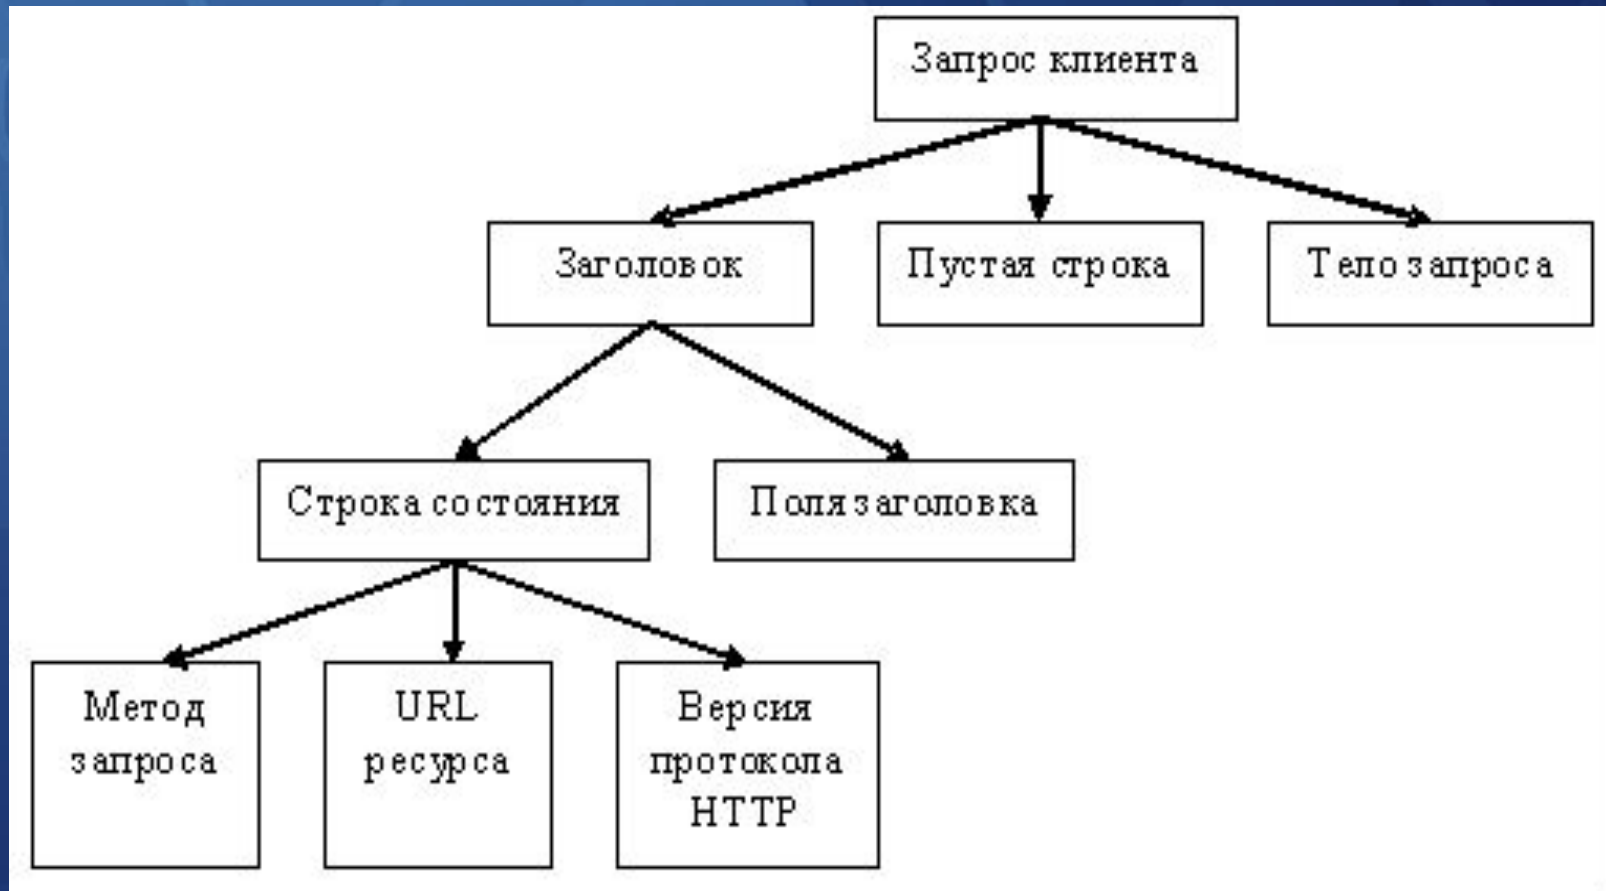 Запрос клиента
Заголовок
Пустая строка
Тело запроса
Строка состояния
Поля заголовка
Метод
запроса
URL
ресурса
Версия
протокола
HTTP